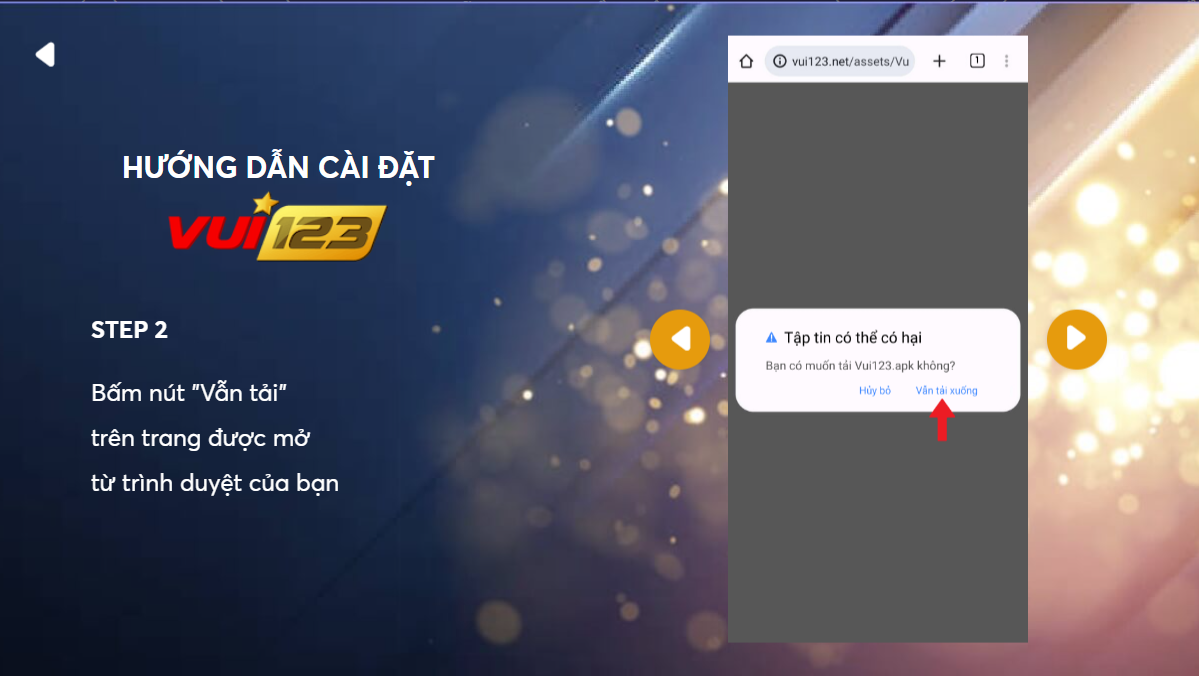 HƯỚNG DẪN CÀI ĐẶT
VUI123
STEP 2
Bấm nút "Vẫn tải"
trên trang được mở
từ trình duyệt của bạn
vui123.net/assets/Vu
1
Tập tin có thể có hại
Bạn có muốn tải Vui123.apk không?
Hủy bỏ Vẫn tải xuống